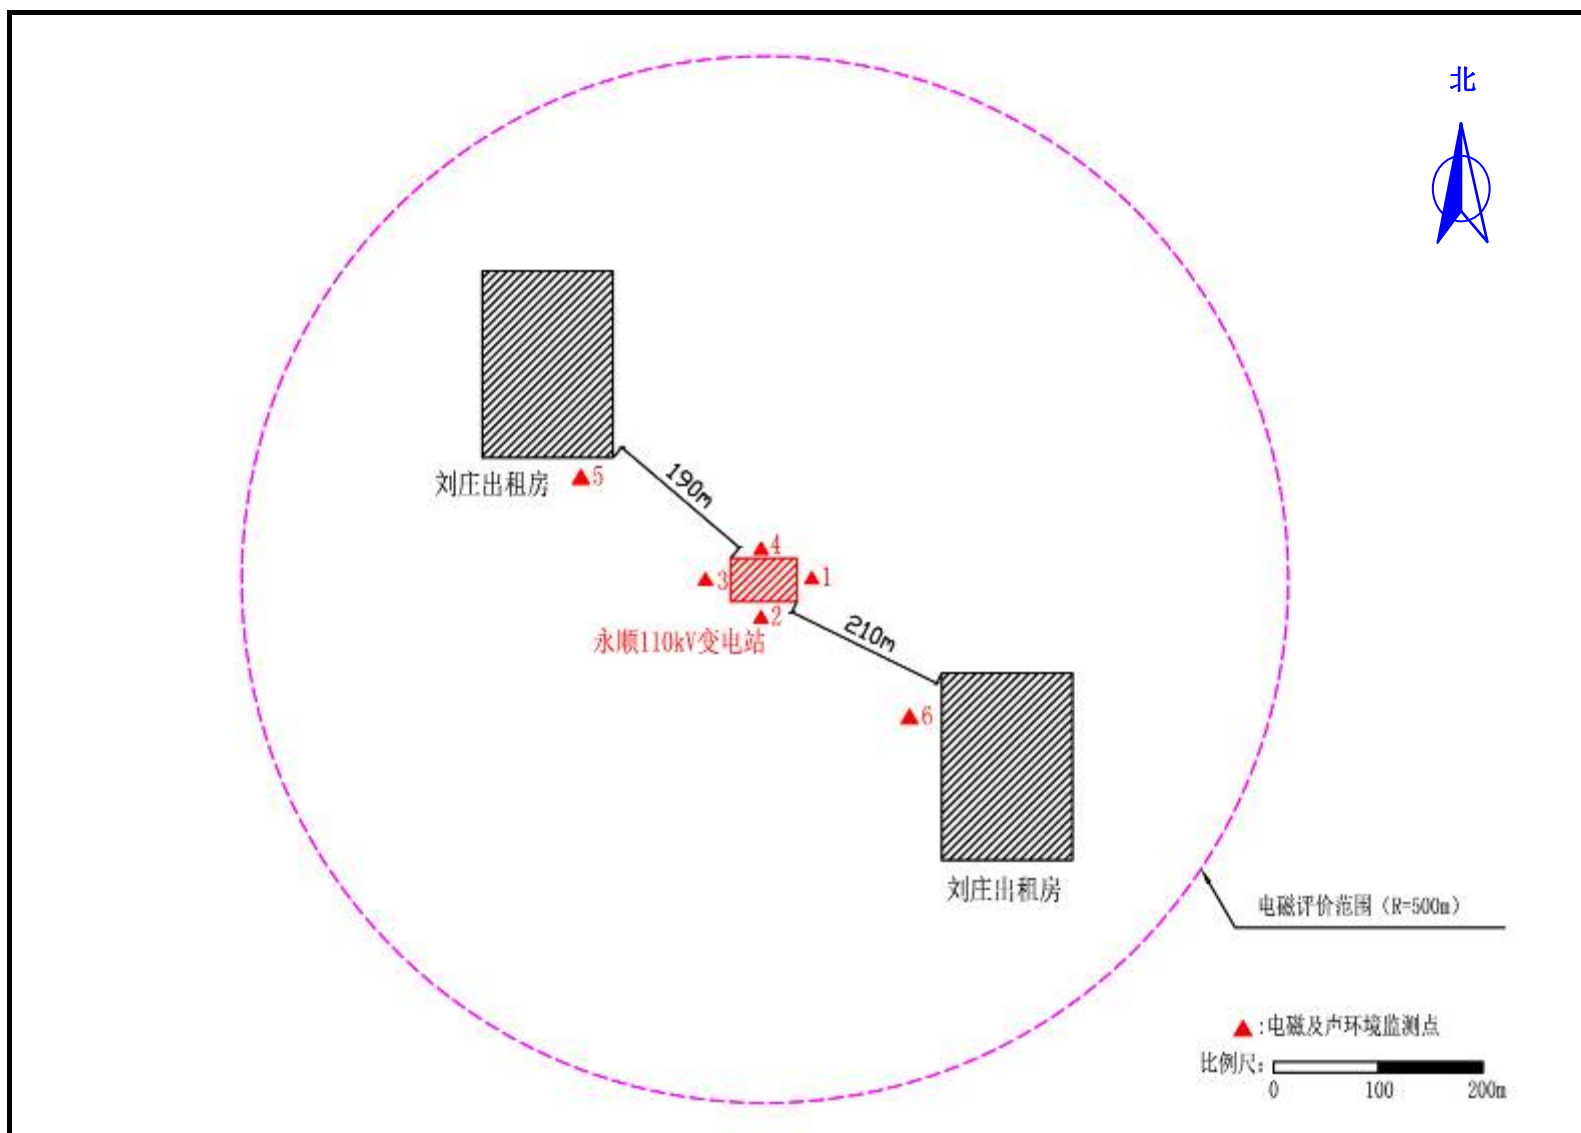 北
刘庄出租房
▲5
190m
▲4
▲3
▲1
▲2
永顺110kV变电站
210m
▲6
刘庄出租房
电磁评价范围（R=500m）
▲:电磁及声环境监测点
比例尺:
0 100 200m